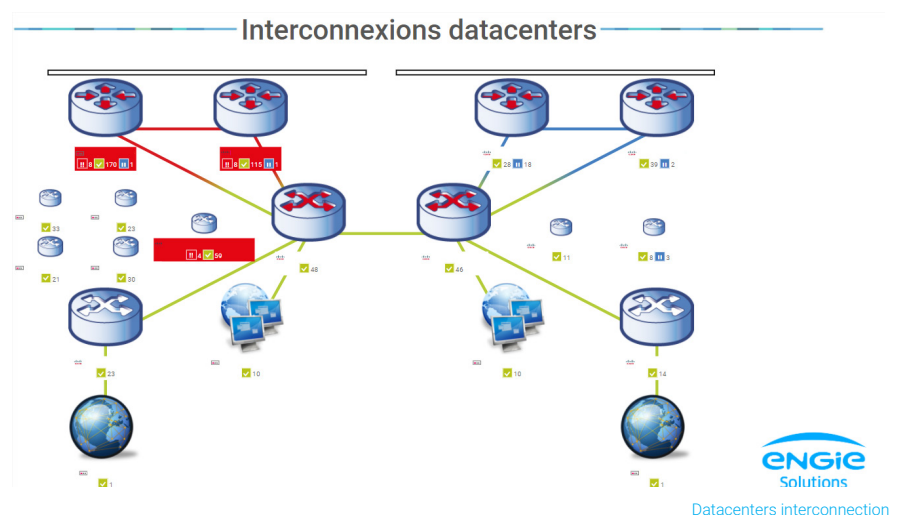 Interconnexions datacenters
8 170 1
8 115 1
28 18
39 2
33
23
4 59
11
8 3
21
30
48
46
23
10
10
14
1
1
ENGIE
Solutions
Datacenters interconnection